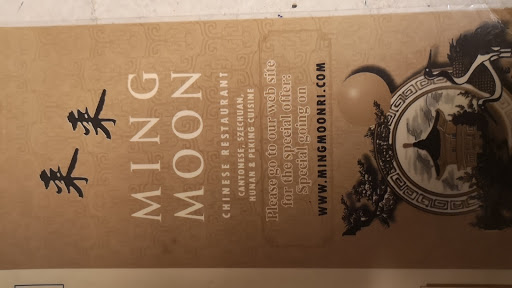 MING
MOON
CHINESE RESTAURANT
CANTONESE, SZECHUAN,
HUNAN & PEKING CUISINE
Please go to our web site
for the special offer:
Special going on
WWW.MINGMOONRI.COM